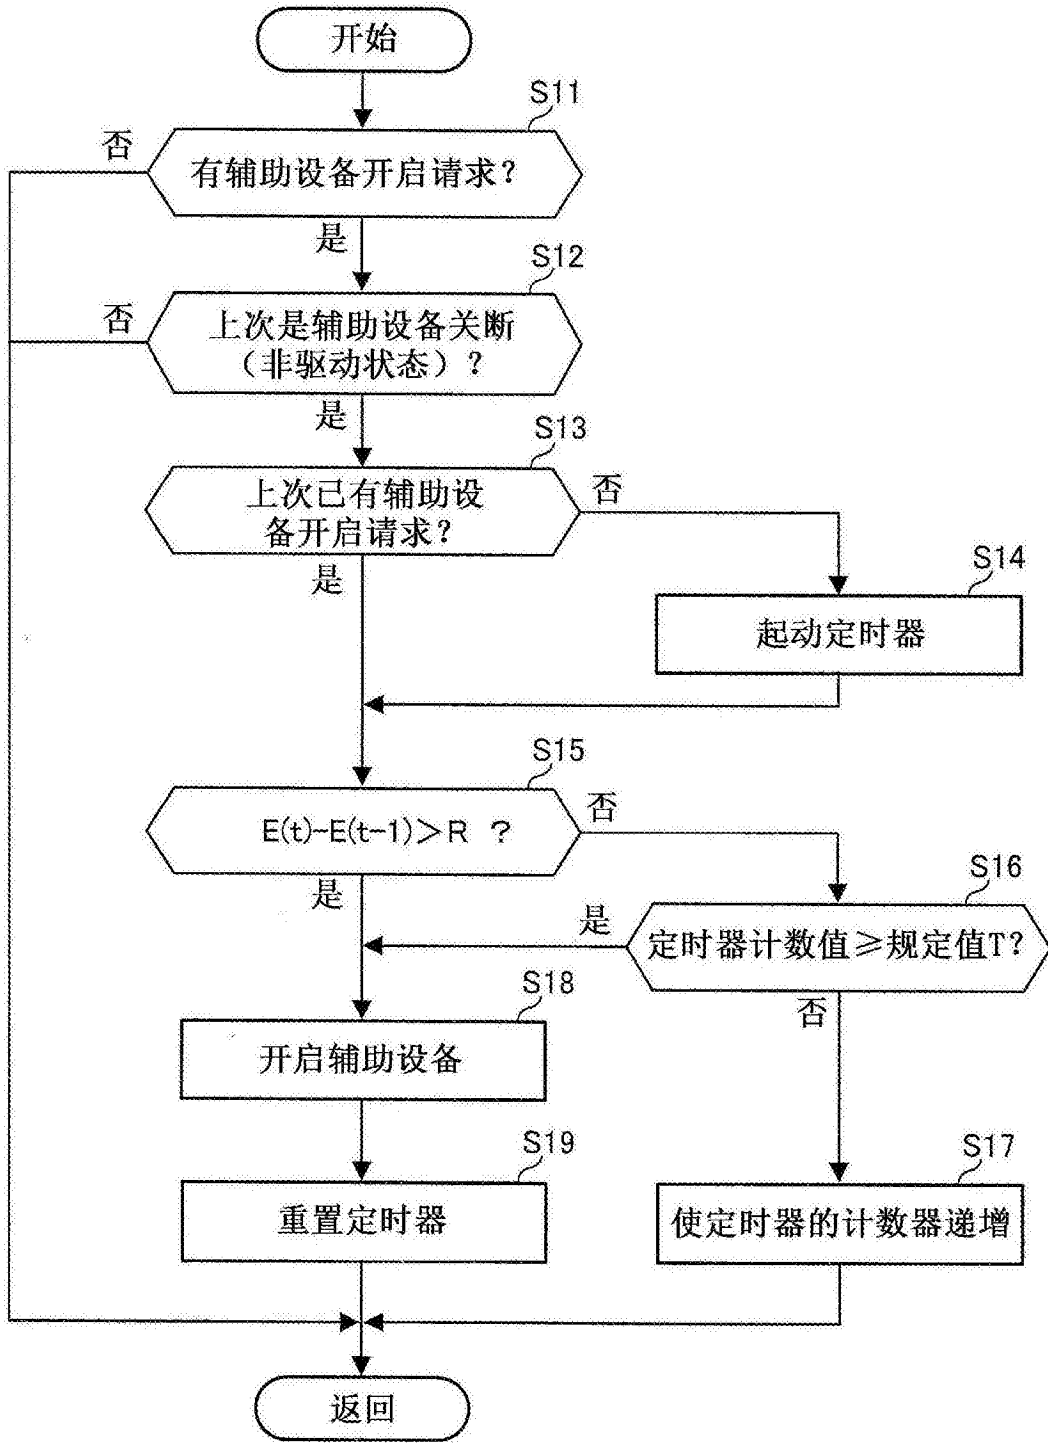 开始
S11
否
有辅助设备开启请求？
是
S12
否
上次是辅助设备关断
（非驱动状态）？
是
S13
上次已有辅助设
备开启请求？
否
是
S14
起动定时器
S15
E(t)-E(t-1)＞R ？
否
是
S16
是
定时器计数值≥规定值T？
否
S18
开启辅助设备
S19
重置定时器
S17
使定时器的计数器递增
返回